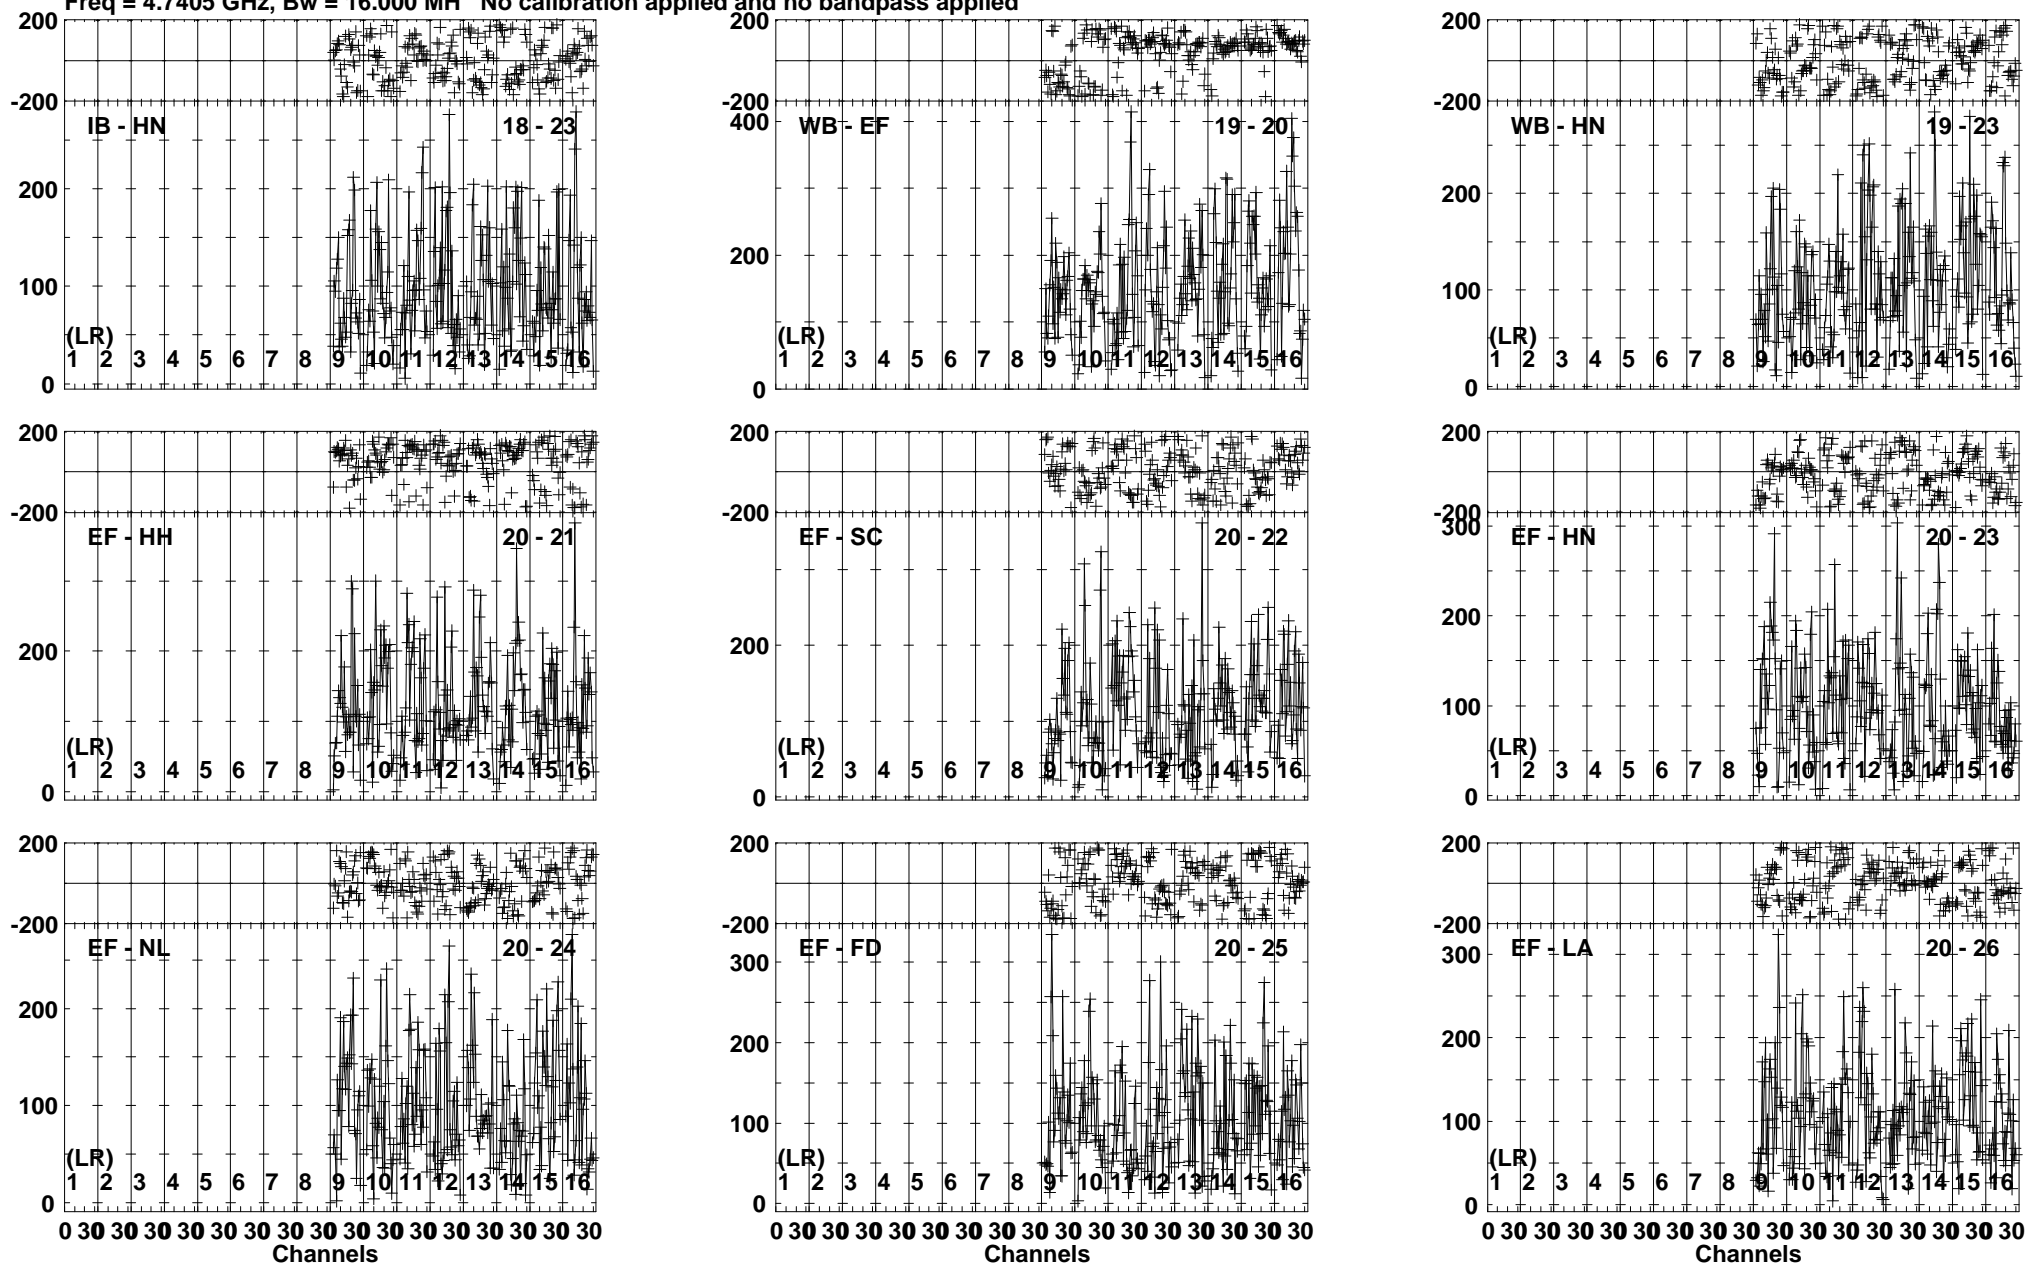 Freq = 4.7405 GHz, Bw = 16.000 MH No calibration applied and no bandpass applied
200
-200
IB - HN 18 - 23
200
100
(LR)
1 2 3 4 5 6 7 8 9 10 11 12 13 14 15 16
0
200
-200
400
WB - EF 19 - 20
200
(LR)
1 2 3 4 5 6 7 8 9 10 11 12 13 14 15 16
0
200
-200
WB - HN 19 - 23
200
100
(LR)
1 2 3 4 5 6 7 8 9 10 11 12 13 14 15 16
0
200
-200
EF - HH 20 - 21
200
(LR)
1 2 3 4 5 6 7 8 9 10 11 12 13 14 15 16
0
200
-200
EF - SC 20 - 22
200
(LR)
1 2 3 4 5 6 7 8 9 10 11 12 13 14 15 16
0
200
-200
300
EF - HN 20 - 23
200
100
(LR)
1 2 3 4 5 6 7 8 9 10 11 12 13 14 15 16
0
200
-200
EF - NL 20 - 24
200
100
(LR)
1 2 3 4 5 6 7 8 9 10 11 12 13 14 15 16
0
0 30 30 30 30 30 30 30 30 30 30 30 30 30 30 30 30
Channels
200
-200
EF - FD 20 - 25
300
200
100
(LR)
1 2 3 4 5 6 7 8 9 10 11 12 13 14 15 16
0
0 30 30 30 30 30 30 30 30 30 30 30 30 30 30 30 30
Channels
200
-200
EF - LA 20 - 26
300
200
100
(LR)
1 2 3 4 5 6 7 8 9 10 11 12 13 14 15 16
0
0 30 30 30 30 30 30 30 30 30 30 30 30 30 30 30 30
Channels